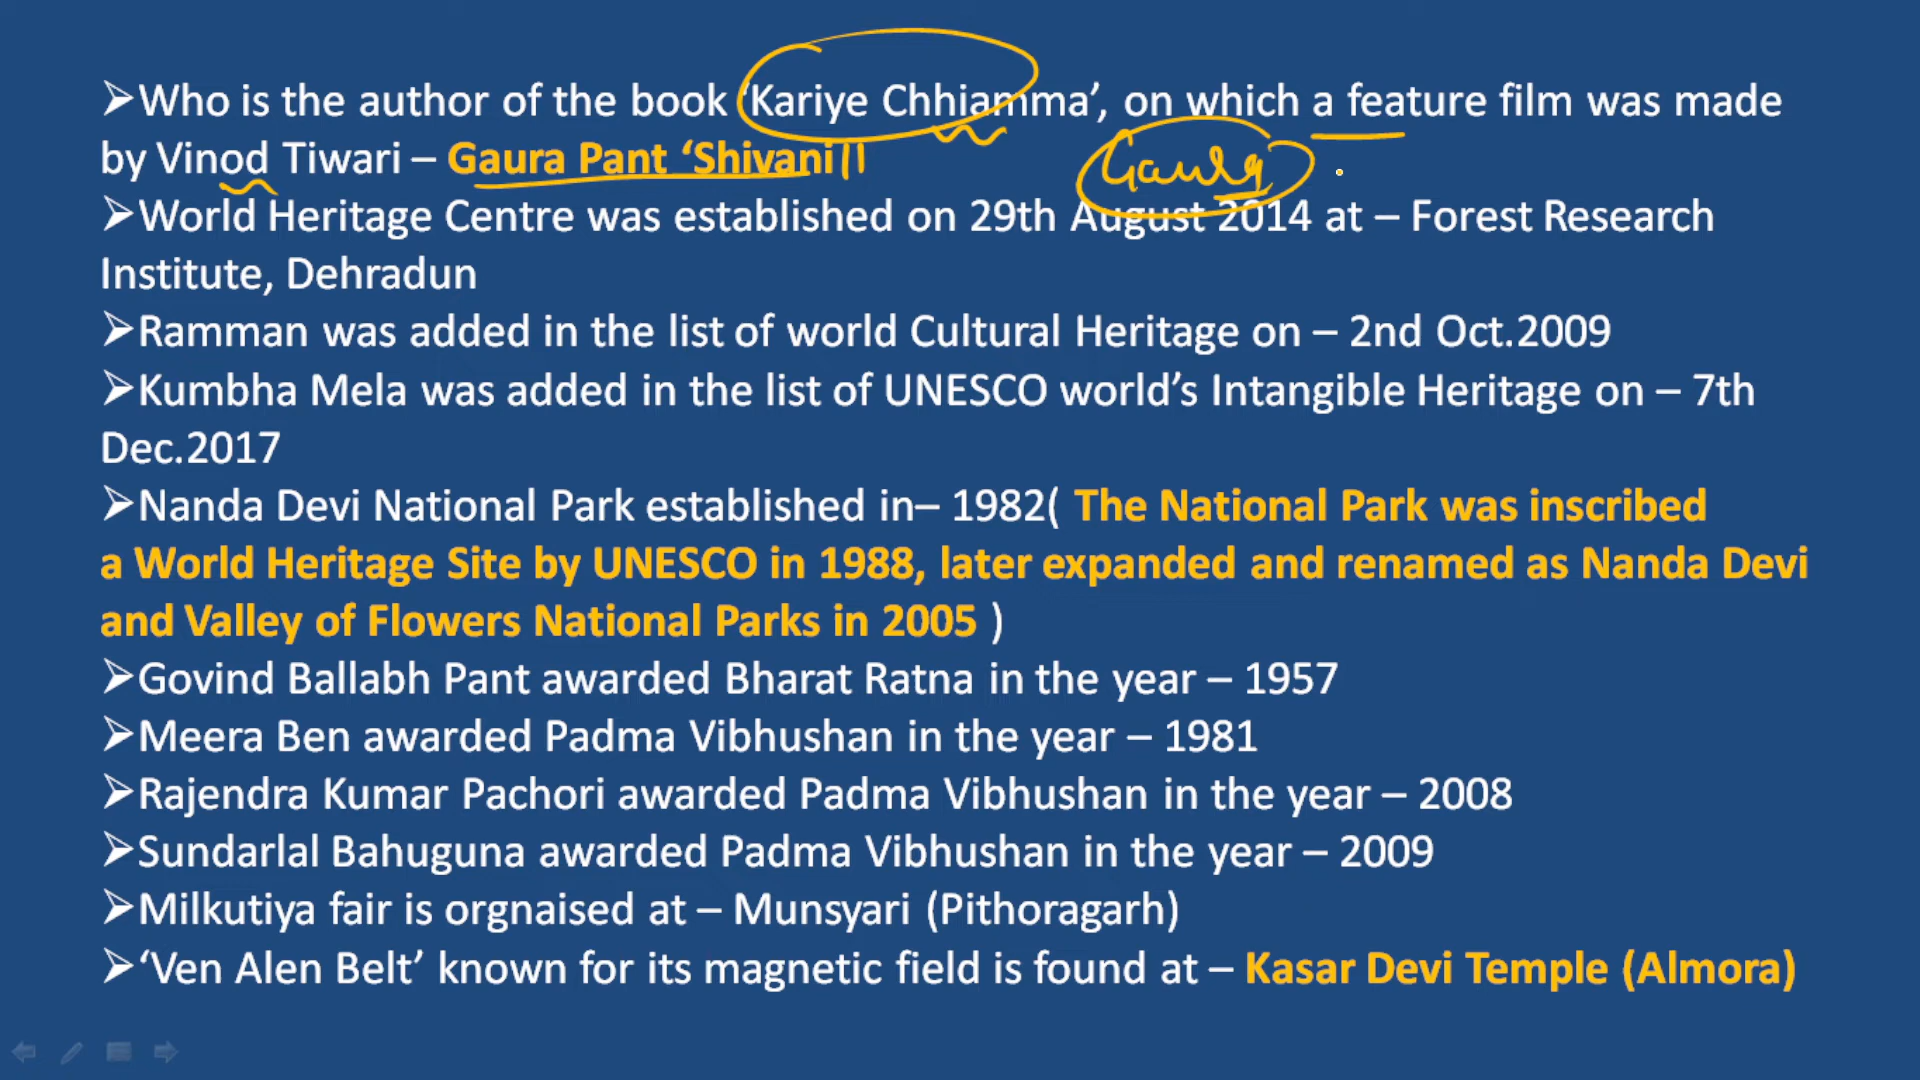 ➢Who is the author of the book ‘Kariye Chhiamma’, on which a feature film was made
by Vinod Tiwari – Gaura Pant ‘Shivani
Gaura
➢World Heritage Centre was established on 29th August 2014 at – Forest Research
Institute, Dehradun
➢Ramman was added in the list of world Cultural Heritage on – 2nd Oct.2009
➢Kumbha Mela was added in the list of UNESCO world’s Intangible Heritage on – 7th
Dec.2017
➢Nanda Devi National Park established in– 1982( The National Park was inscribed
a World Heritage Site by UNESCO in 1988, later expanded and renamed as Nanda Devi
and Valley of Flowers National Parks in 2005 )
➢Govind Ballabh Pant awarded Bharat Ratna in the year – 1957
➢Meera Ben awarded Padma Vibhushan in the year – 1981
➢Rajendra Kumar Pachori awarded Padma Vibhushan in the year – 2008
➢Sundarlal Bahuguna awarded Padma Vibhushan in the year – 2009
➢Milkutiya fair is orgnaised at – Munsyari (Pithoragarh)
➢‘Ven Alen Belt’ known for its magnetic field is found at – Kasar Devi Temple (Almora)